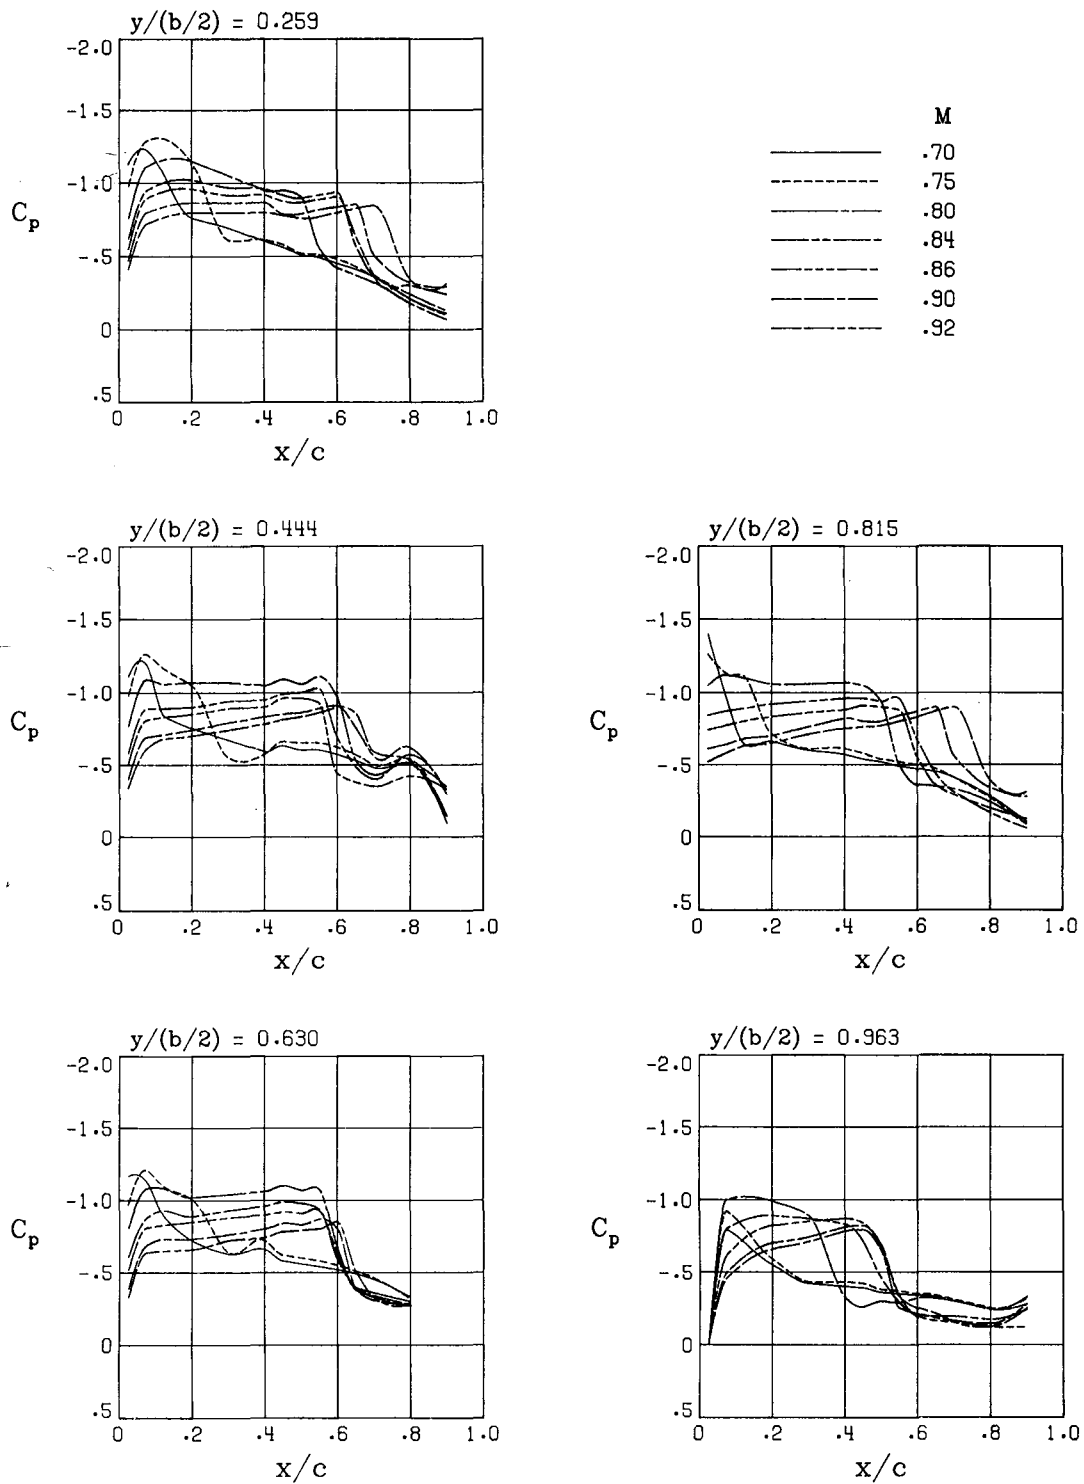 y/(b/2) = 0.259
-2.0
-1.5
-1.0
-.5
0
.5
C_p
0 .2 .4 .6 .8 1.0
x/c
M
.70
.75
.80
.84
.86
.90
.92
y/(b/2) = 0.444
-2.0
-1.5
-1.0
-.5
0
.5
C_p
0 .2 .4 .6 .8 1.0
x/c
y/(b/2) = 0.815
-2.0
-1.5
-1.0
-.5
0
.5
C_p
0 .2 .4 .6 .8 1.0
x/c
y/(b/2) = 0.630
-2.0
-1.5
-1.0
-.5
0
.5
C_p
0 .2 .4 .6 .8 1.0
x/c
y/(b/2) = 0.963
-2.0
-1.5
-1.0
-.5
0
.5
C_p
0 .2 .4 .6 .8 1.0
x/c